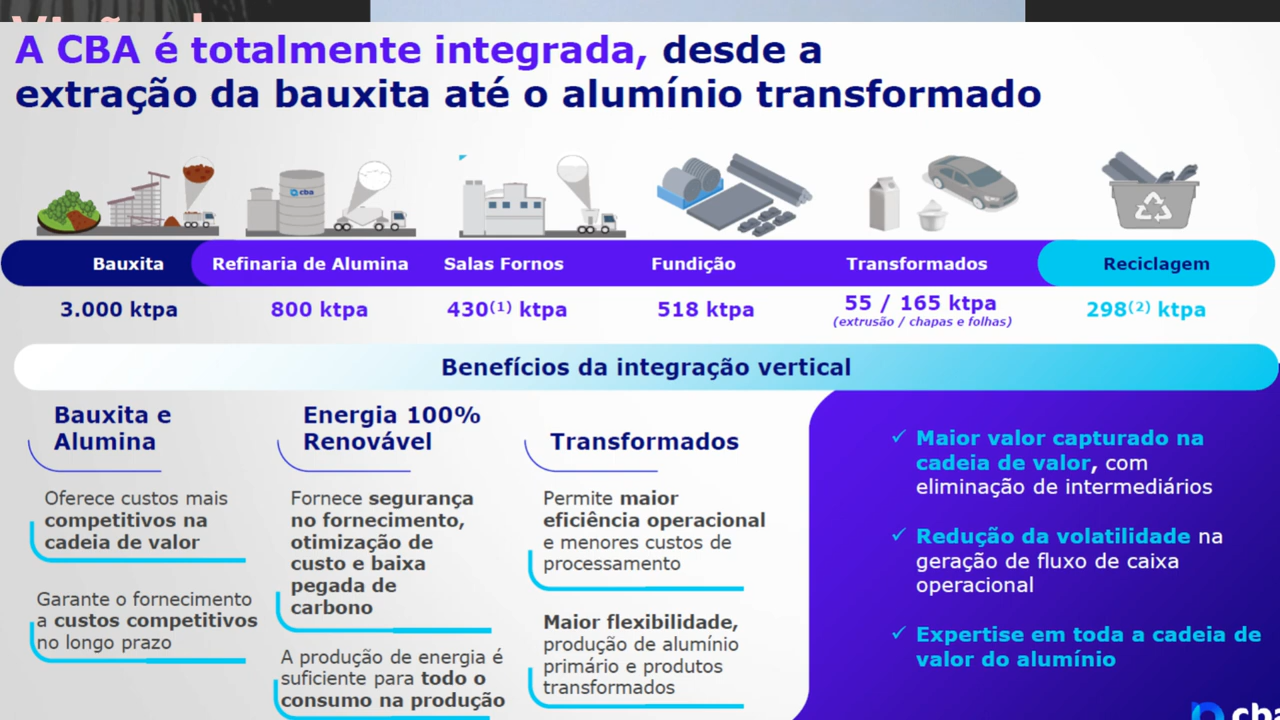 A CBA é totalmente integrada, desde a
extração da bauxita até o alumínio transformado
cba
Bauxita
Refinaria de Alumina
Salas Fornos
Fundição
Transformados
Reciclagem
3.000 ktpa
800 ktpa
430(1) ktpa
518 ktpa
55 / 165 ktpa
(extrusão / chapas e folhas)
298(2) ktpa
Benefícios da integração vertical
Bauxita e
Alumina
Oferece custos mais
competitivos na
cadeia de valor
Garante o fornecimento
a custos competitivos
no longo prazo
Energia 100%
Renovável
Fornece segurança
no fornecimento,
otimização de
custo e baixa
pegada de
carbono
A produção de energia é
suficiente para todo o
consumo na produção
Transformados
Permite maior
eficiência operacional
e menores custos de
processamento
Maior flexibilidade,
produção de alumínio
primário e produtos
transformados
✓ Maior valor capturado na
cadeia de valor, com
eliminação de intermediários
✓ Redução da volatilidade na
geração de fluxo de caixa
operacional
✓ Expertise em toda a cadeia de
valor do alumínio